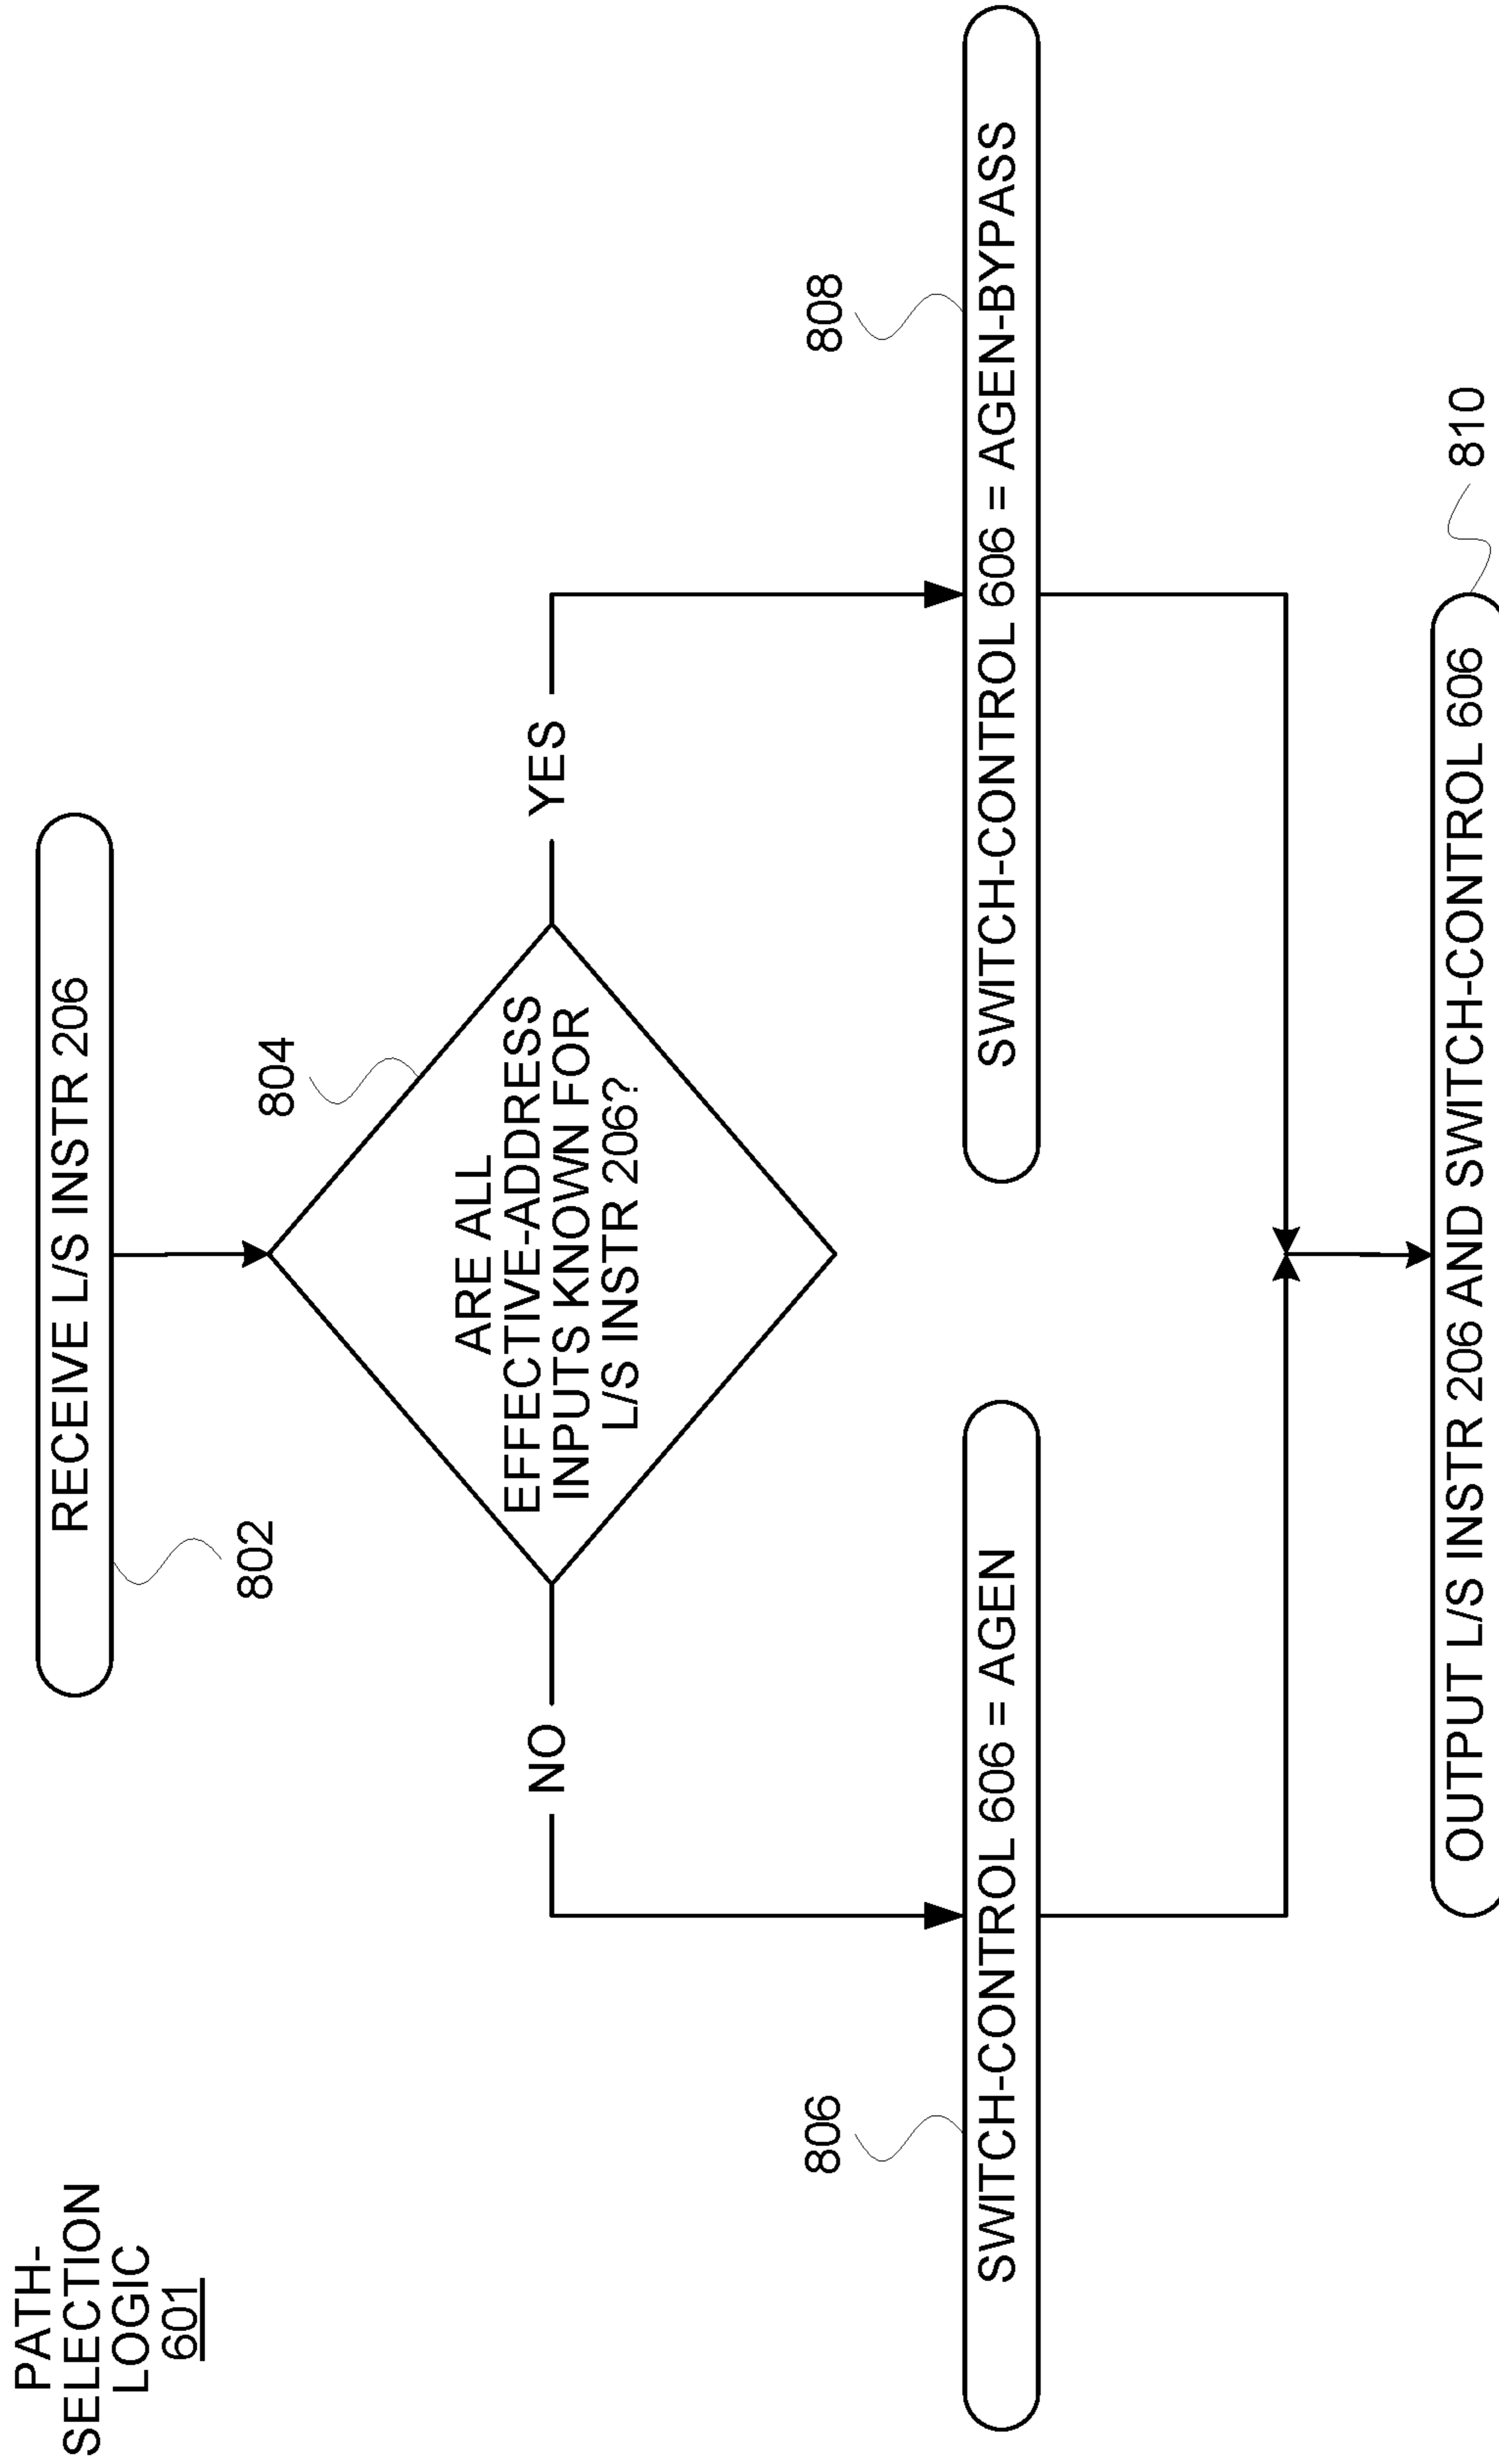 PATH-
SELECTION
LOGIC
601
RECEIVE L/S INSTR 206
802
804
ARE ALL
EFFECTIVE-ADDRESS
INPUTS KNOWN FOR
L/S INSTR 206?
NO
YES
806
808
SWITCH-CONTROL 606 = AGEN
SWITCH-CONTROL 606 = AGEN-BYPASS
810
OUTPUT L/S INSTR 206 AND SWITCH-CONTROL 606